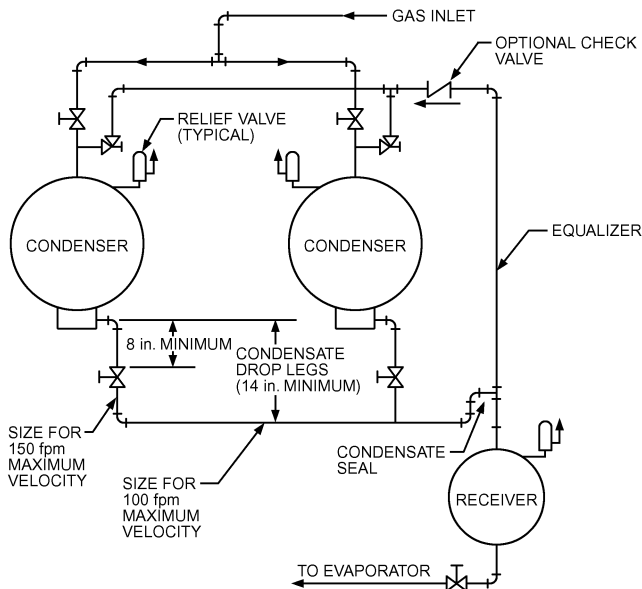 GAS INLET
OPTIONAL CHECK
VALVE
RELIEF VALVE
(TYPICAL)
CONDENSER
CONDENSER
EQUALIZER
8 in. MINIMUM
CONDENSATE
DROP LEGS
(14 in. MINIMUM)
SIZE FOR
150 fpm
MAXIMUM
VELOCITY
SIZE FOR
100 fpm
MAXIMUM
VELOCITY
CONDENSATE
SEAL
RECEIVER
TO EVAPORATOR